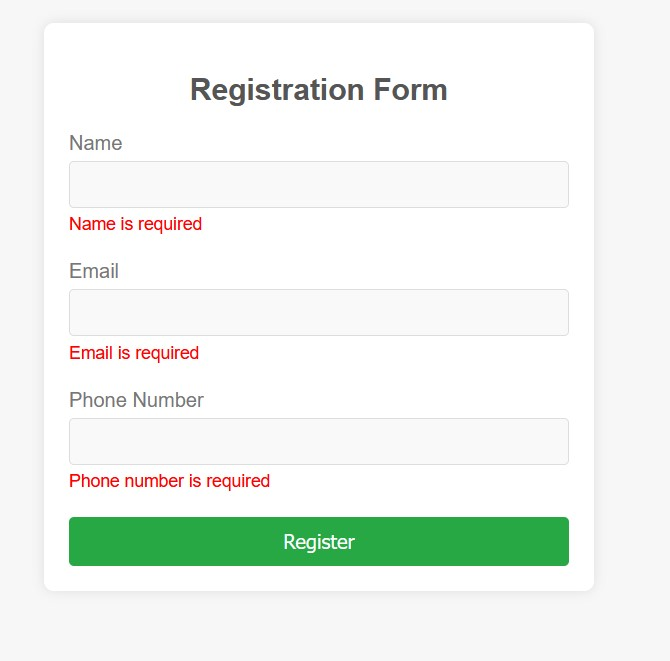 Registration Form
Name
Name is required
Email
Email is required
Phone Number
Phone number is required
Register